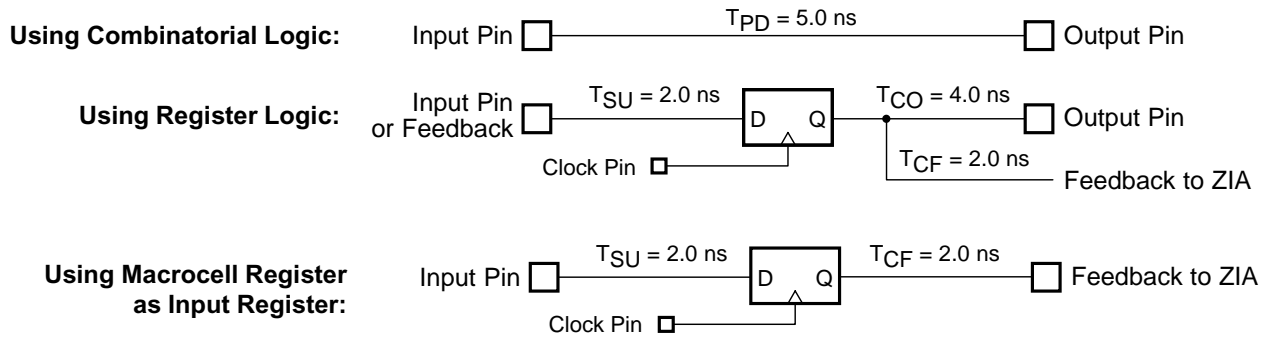 Using Combinatorial Logic: Input Pin TPD = 5.0 ns Output Pin
Using Register Logic: Input Pin or Feedback TSU = 2.0 ns D Q TCO = 4.0 ns Output Pin
Clock Pin TCF = 2.0 ns Feedback to ZIA
Using Macrocell Register as Input Register: Input Pin TSU = 2.0 ns D Q TCF = 2.0 ns Feedback to ZIA
Clock Pin